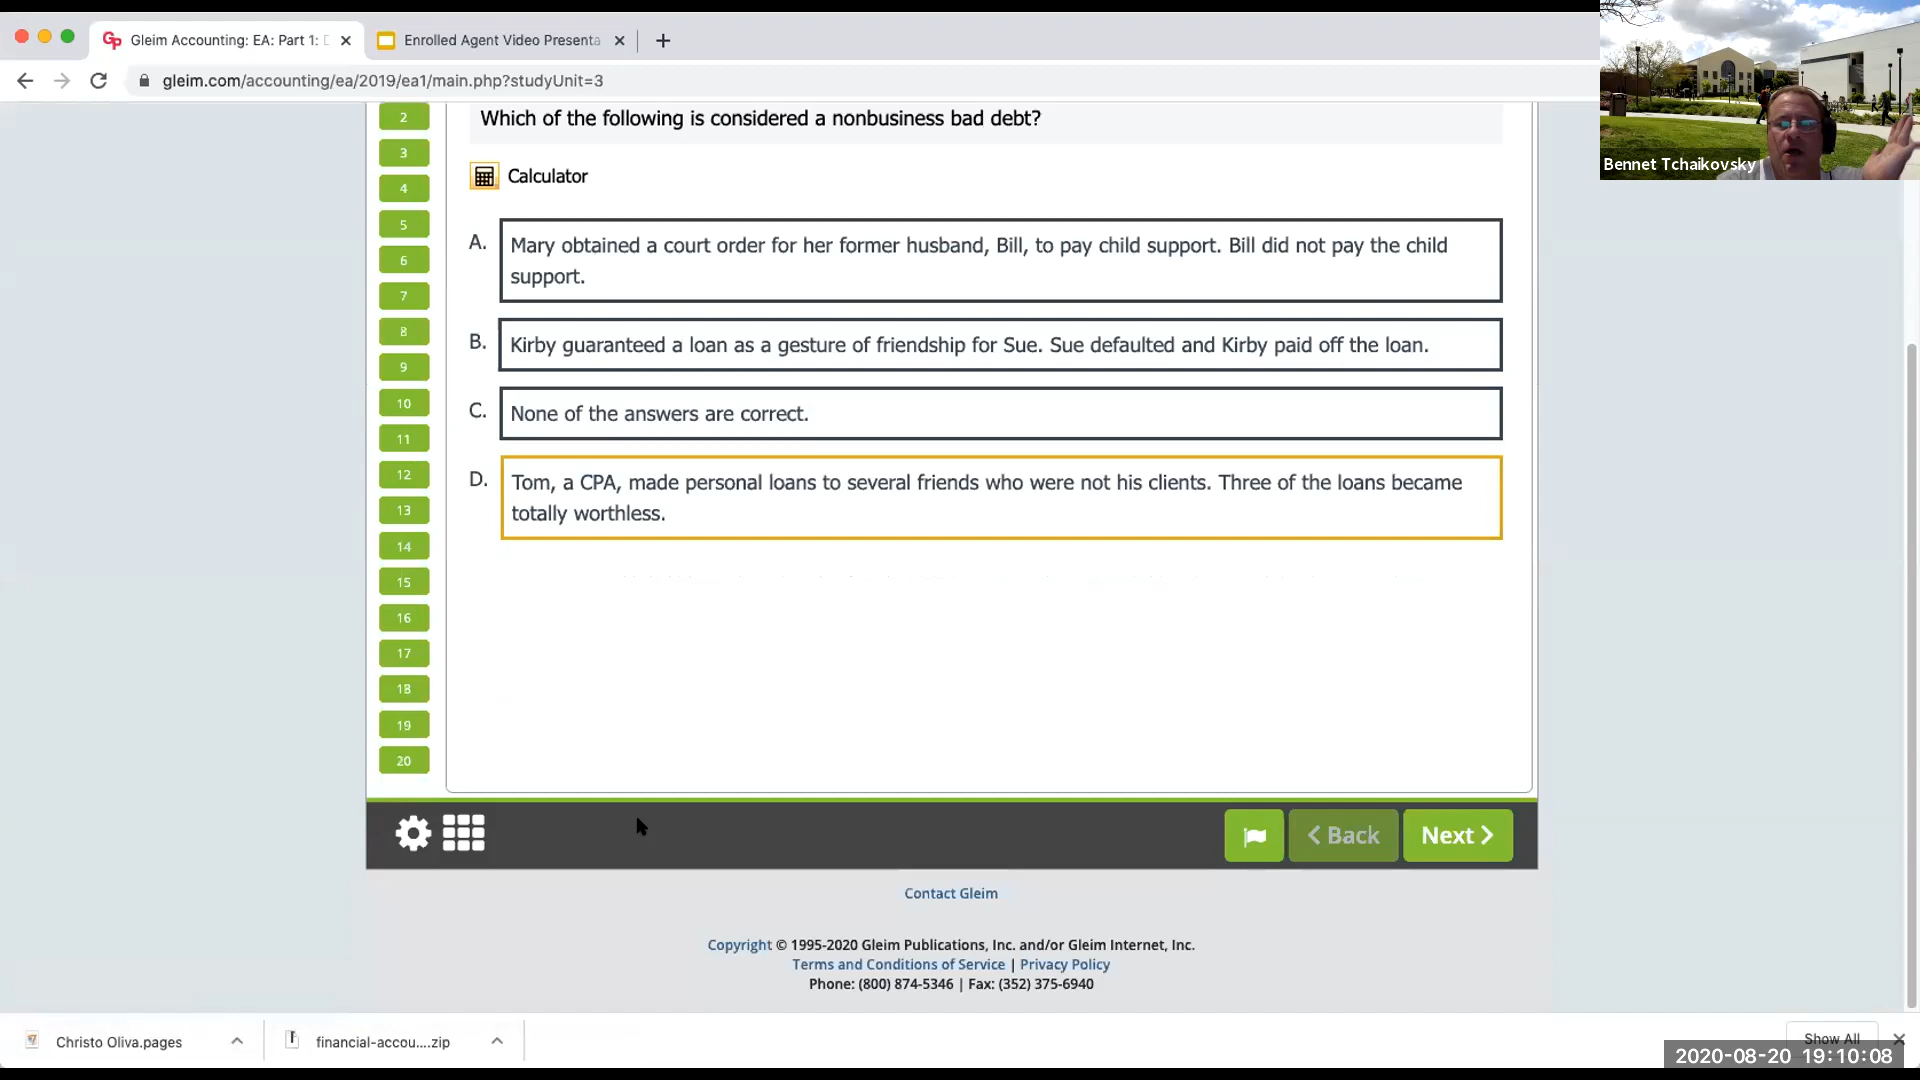 Gleim Accounting: EA: Part 1:
Enrolled Agent Video Presenta
gleim.com/accounting/ea/2019/ea1/main.php?studyUnit=3
Bennet Tchaikovsky
2
3
4
5
6
7
8
9
10
11
12
13
14
15
16
17
18
19
20
Which of the following is considered a nonbusiness bad debt?
Calculator
A. Mary obtained a court order for her former husband, Bill, to pay child support. Bill did not pay the child
support.
B. Kirby guaranteed a loan as a gesture of friendship for Sue. Sue defaulted and Kirby paid off the loan.
C. None of the answers are correct.
D. Tom, a CPA, made personal loans to several friends who were not his clients. Three of the loans became
totally worthless.
Back
Next
Contact Gleim
Copyright © 1995-2020 Gleim Publications, Inc. and/or Gleim Internet, Inc.
Terms and Conditions of Service | Privacy Policy
Phone: (800) 874-5346 | Fax: (352) 375-6940
Christo Oliva.pages
financial-accou....zip
Show All
2020-08-20 19:10:08